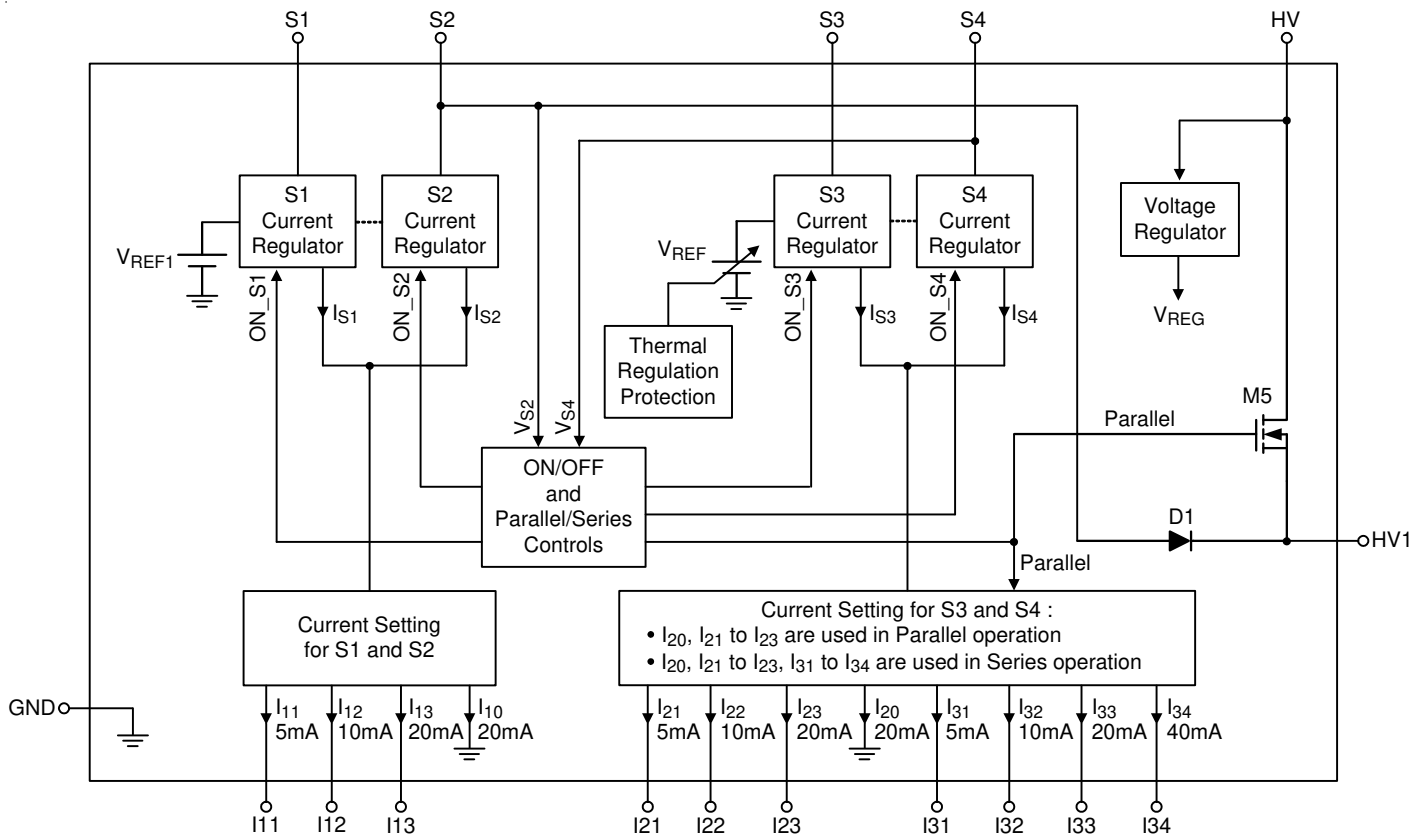 S1
S2
S3
S4
HV
S1
Current
Regulator
S2
Current
Regulator
S3
Current
Regulator
S4
Current
Regulator
Voltage
Regulator
VREF1
VREF
VREG
ON_S1
IS1
ON_S2
IS2
ON_S3
IS3
ON_S4
IS4
Thermal
Regulation
Protection
VS2
VS4
M5
Parallel
ON/OFF
and
Parallel/Series
Controls
D1
HV1
Parallel
Current Setting
for S1 and S2
Current Setting for S3 and S4 :
• I20, I21 to I23 are used in Parallel operation
• I20, I21 to I23, I31 to I34 are used in Series operation
GND
I11
5mA
I12
10mA
I13
20mA
I10
20mA
I21
5mA
I22
10mA
I23
20mA
I20
20mA
I31
5mA
I32
10mA
I33
20mA
I34
40mA
I11
I12
I13
I21
I22
I23
I31
I32
I33
I34